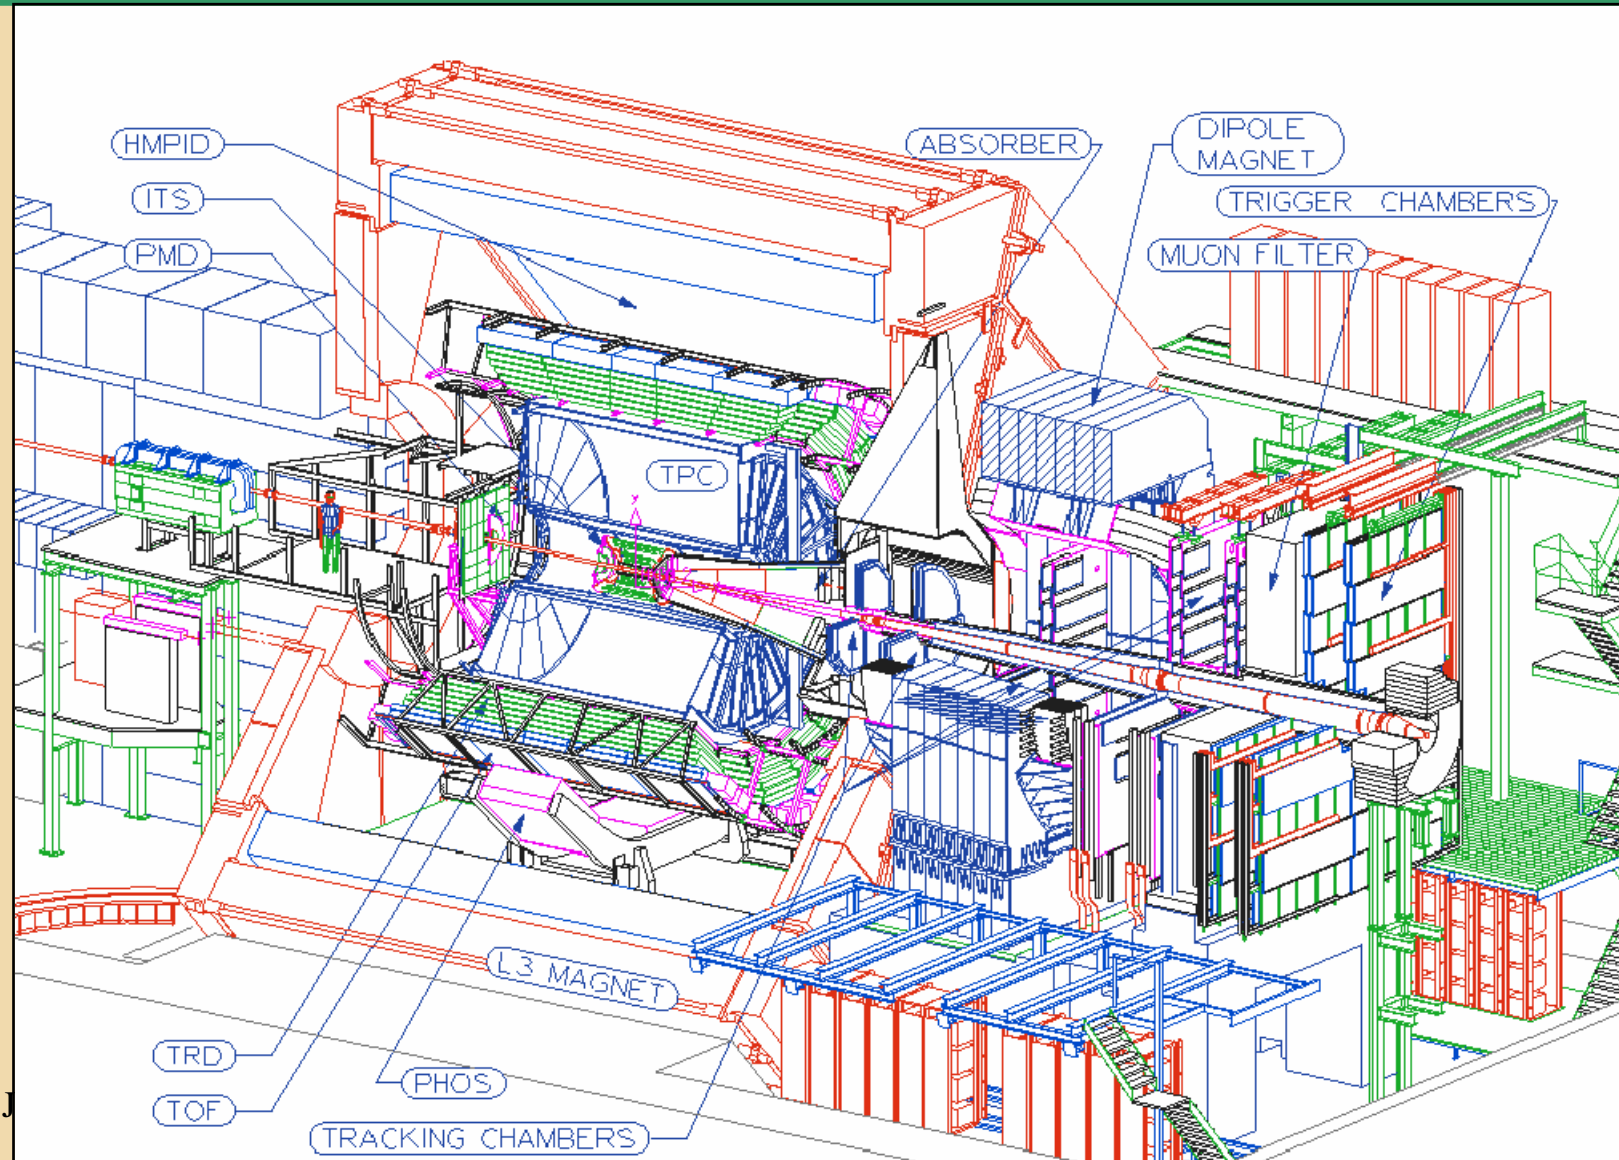 HMPID
ITS
PMD
ABSORBER
DIPOLE
MAGNET
TRIGGER CHAMBERS
MUON FILTER
TPC
L3 MAGNET
TRD
PHOS
TOF
TRACKING CHAMBERS
J